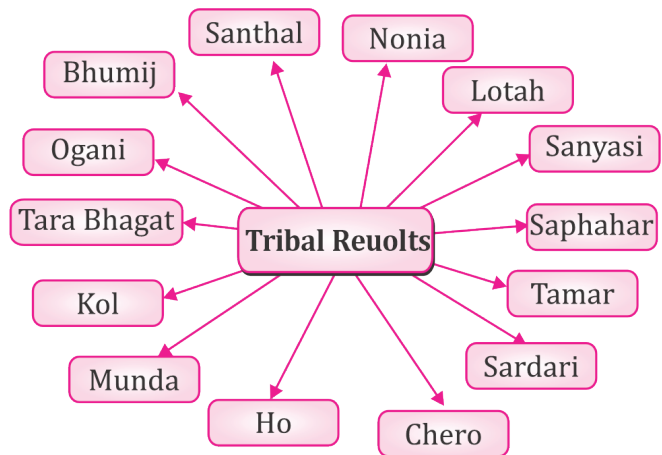 Santhal
Nonia
Bhumij
Lotah
Ogani
Sanyasi
Tara Bhagat
Saphahar
Tribal Reuolts
Kol
Tamar
Munda
Sardari
Ho
Chero